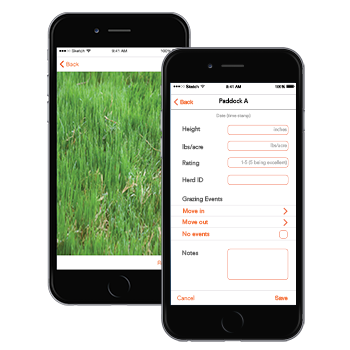 Sketch
9:41 AM
Back
Sketch 9:41 AM 100%
Back Paddock A
Date (time stamp)
Height inches
lbs/acre lbs/acre
Rating 1-5 (5 being excellent)
Herd ID
Grazing Events
Move in
Move out
No events
Notes
Cancel Save